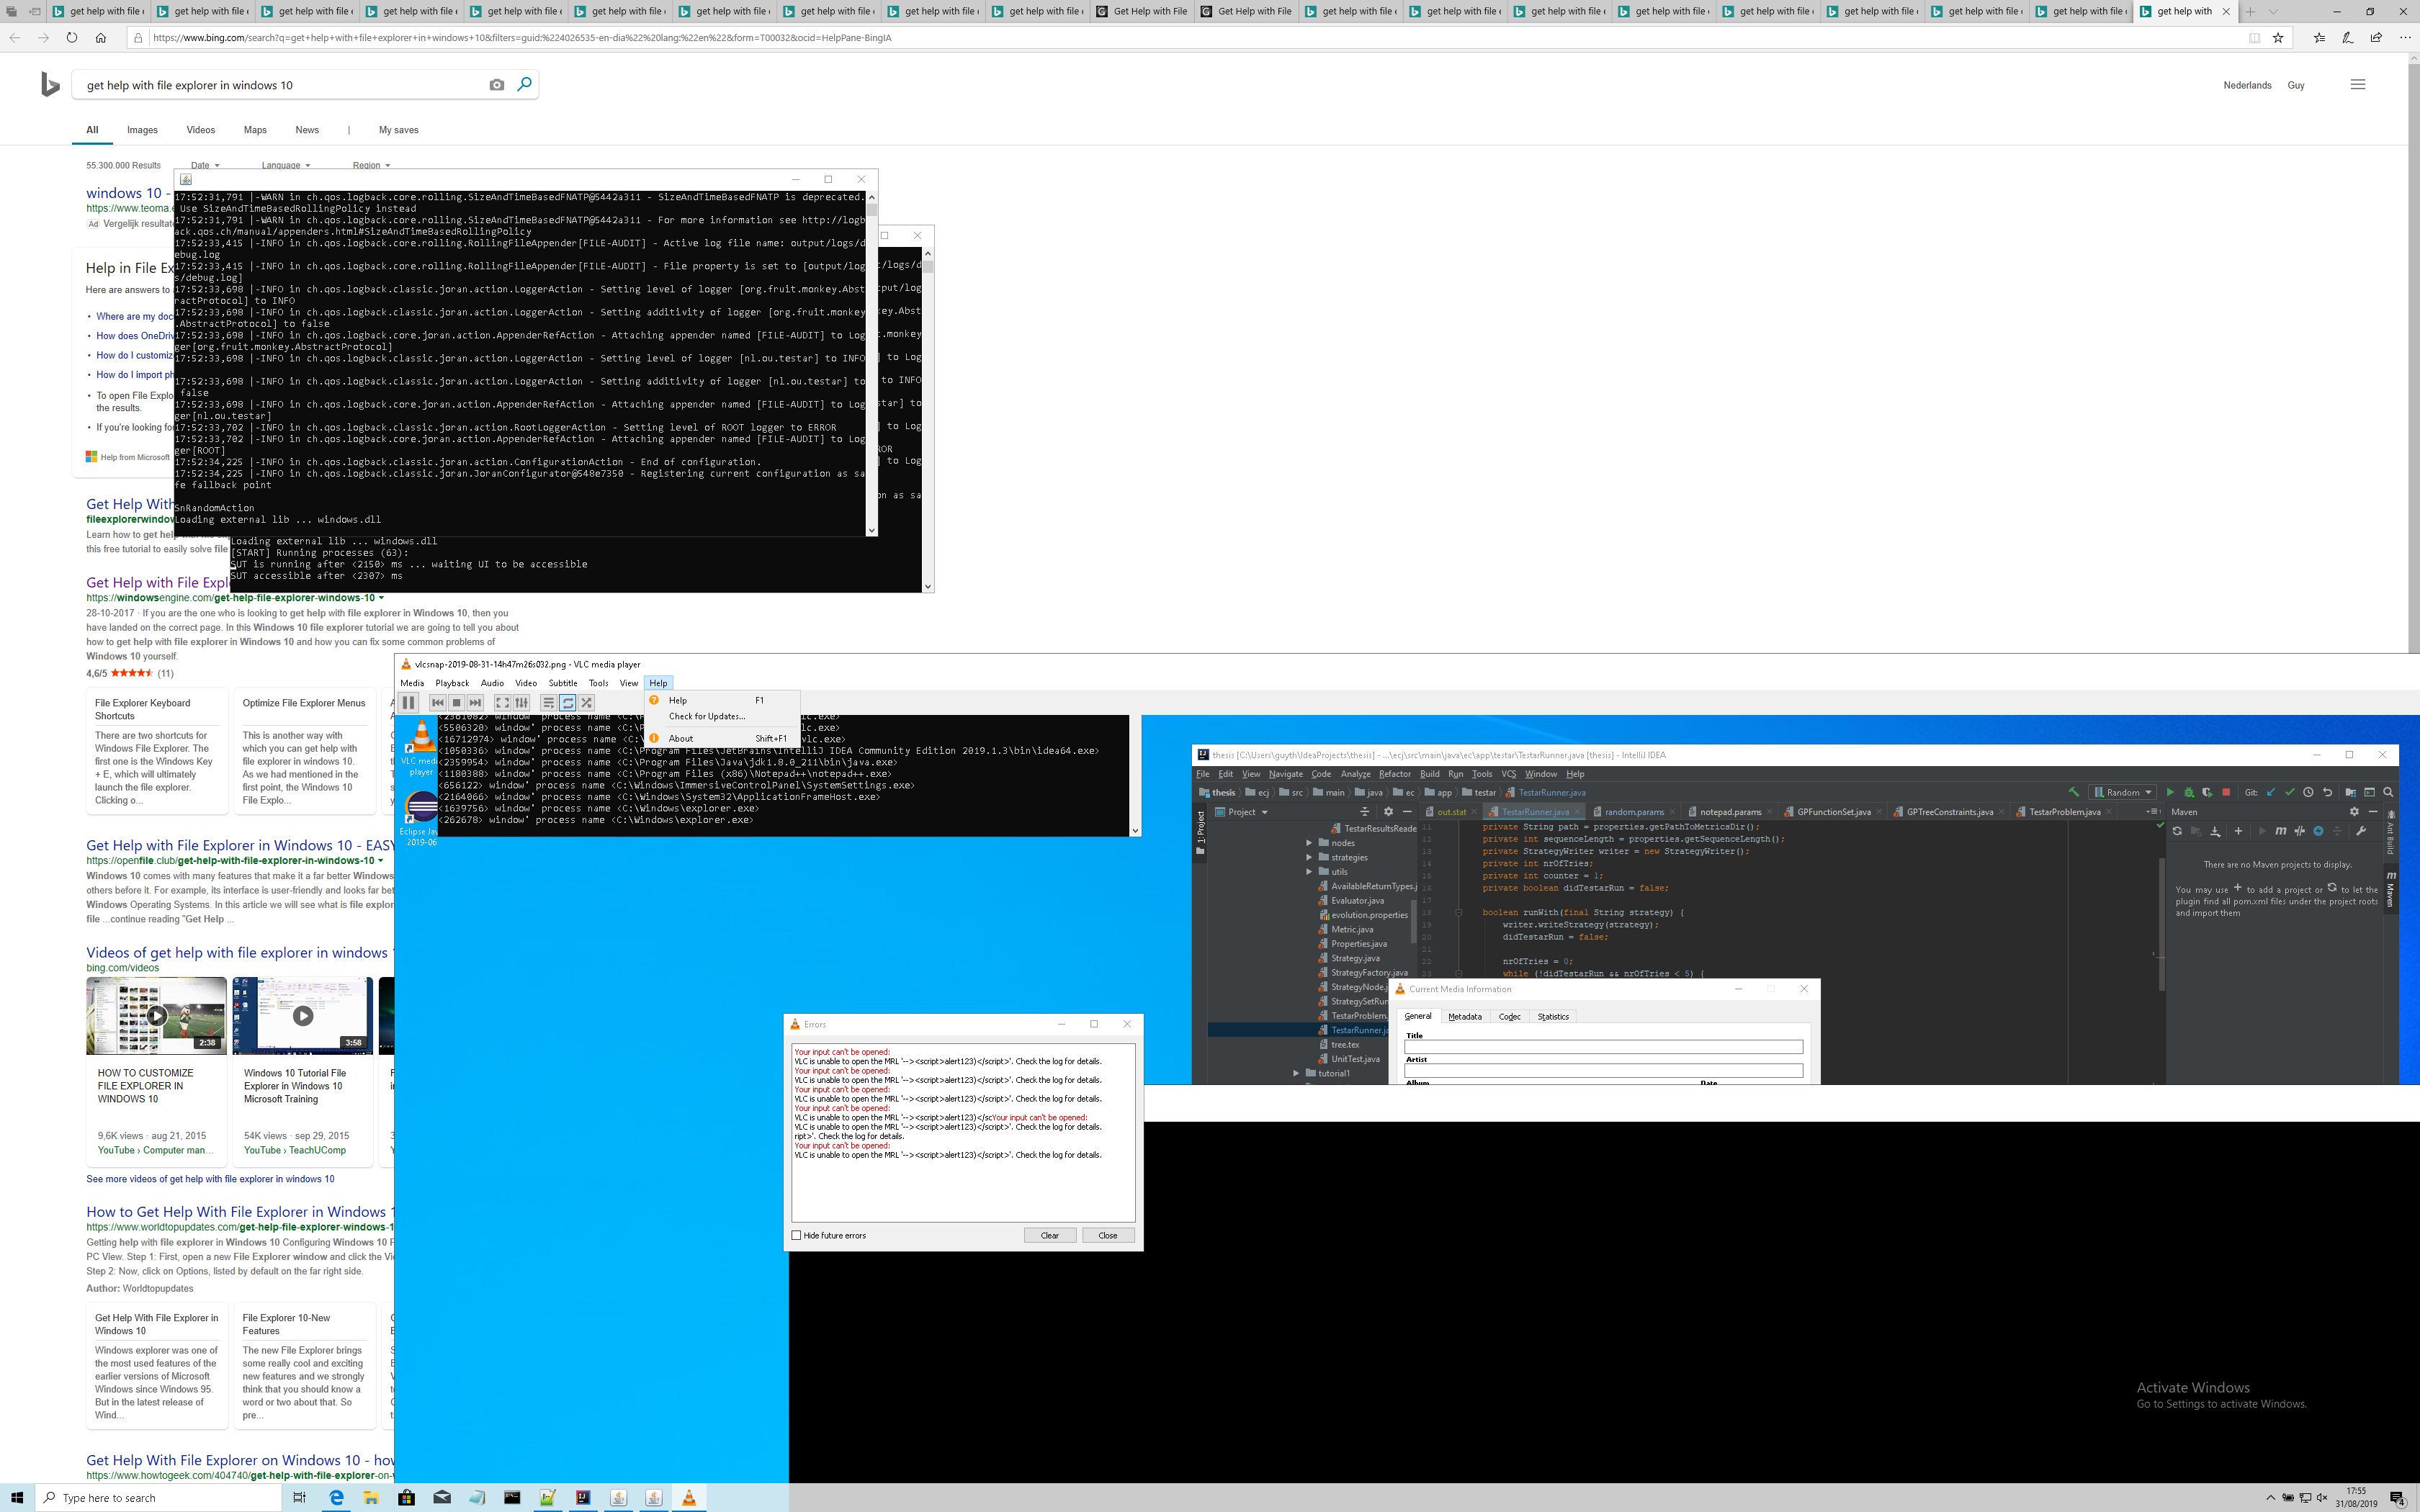 get help with file e
get help with file e
get help with file e
get help with file e
get help with file e
get help with file e
get help with file e
get help with file e
get help with file e
get help with file e
Get Help with File
Get Help with File
get help with file e
get help with file e
get help with file e
get help with file e
get help with file e
get help with file e
get help with file e
get help with file e
get help with
https://www.bing.com/search?q=get+help+with+file+explorer+in+windows+10&filters=guid:%224026535-en-dia%22%20lang:%22en%22&form=T00032&ocid=HelpPane-BingIA
get help with file explorer in windows 10
Nederlands Guy
All Images Videos Maps News | My saves
55.300.000 Results Date Language Region
windows 10 -
https://www.teoma.
Ad Vergelijk resultat
Help in File Ex
Here are answers to
Where are my doc
How does OneDriv
How do I customiz
How do I import ph
To open File Explo
the results.
If you're looking fo
Help from Microsoft
Get Help With
fileexplorerwindow
Learn how to get help
this free tutorial to easily solve file
17:52:31,791 |-WARN in ch.qos.logback.core.rolling.SizeAndTimeBasedFNATP@5442a311 - SizeAndTimeBasedFNATP is deprecated.
Use SizeAndTimeBasedRollingPolicy instead
17:52:31,791 |-WARN in ch.qos.logback.core.rolling.SizeAndTimeBasedFNATP@5442a311 - For more information see http://logb
ack.qos.ch/manual/appenders.html#SizeAndTimeBasedRollingPolicy
17:52:33,415 |-INFO in ch.qos.logback.core.rolling.RollingFileAppender[FILE-AUDIT] - Active log file name: output/logs/d
ebug.log
17:52:33,415 |-INFO in ch.qos.logback.core.rolling.RollingFileAppender[FILE-AUDIT] - File property is set to [output/log
s/debug.log]
17:52:33,698 |-INFO in ch.qos.logback.classic.joran.action.LoggerAction - Setting level of logger [org.fruit.monkey.Abst
ractProtocol] to INFO
17:52:33,698 |-INFO in ch.qos.logback.classic.joran.action.LoggerAction - Setting additivity of logger [org.fruit.monkey
.AbstractProtocol] to false
17:52:33,698 |-INFO in ch.qos.logback.core.joran.action.AppenderRefAction - Attaching appender named [FILE-AUDIT] to Log
ger[org.fruit.monkey.AbstractProtocol]
17:52:33,698 |-INFO in ch.qos.logback.classic.joran.action.LoggerAction - Setting level of logger [nl.ou.testar] to INFO
17:52:33,698 |-INFO in ch.qos.logback.classic.joran.action.LoggerAction - Setting additivity of logger [nl.ou.testar] to
false
17:52:33,698 |-INFO in ch.qos.logback.core.joran.action.AppenderRefAction - Attaching appender named [FILE-AUDIT] to Log
ger[nl.ou.testar]
17:52:33,702 |-INFO in ch.qos.logback.classic.joran.action.RootLoggerAction - Setting level of ROOT logger to ERROR
17:52:33,702 |-INFO in ch.qos.logback.core.joran.action.AppenderRefAction - Attaching appender named [FILE-AUDIT] to Log
ger[ROOT]
17:52:34,225 |-INFO in ch.qos.logback.classic.joran.action.ConfigurationAction - End of configuration.
17:52:34,225 |-INFO in ch.qos.logback.classic.joran.JoranConfigurator@548e7350 - Registering current configuration as sa
fe fallback point
SnRandomAction
Loading external lib ... windows.dll
t/logs/d
tput/log
key.Abst
t.monkey
] to Log
to INFO
star] to
] to Log
ROR
] to Log
on as sa
Loading external lib ... windows.dll
[START] Running processes (63):
SUT is running after <2150> ms ... waiting UI to be accessible
SUT accessible after <2307> ms
Get Help with File Expl
https://windowsengine.com/get-help-file-explorer-windows-10
28-10-2017 · If you are the one who is looking to get help with file explorer in Windows 10, then you
have landed on the correct page. In this Windows 10 file explorer tutorial we are going to tell you about
how to get help with file explorer in Windows 10 and how you can fix some common problems of
Windows 10 yourself.
4,6/5 (11)
File Explorer Keyboard
Shortcuts
There are two shortcuts for
Windows File Explorer. The
first one is the Windows Key
+ E, which will ultimately
launch the file explorer.
Clicking o...
Optimize File Explorer Menus
This is another way with
which you can get help with
file explorer in windows 10.
As we had mentioned in the
first point, the Windows 10
File Explo...
Get Help with File Explorer in Windows 10 - EASY
https://openfile.club/get-help-with-file-explorer-in-windows-10
Windows 10 comes with many features that make it a far better Windows
others before it. For example, its interface is user-friendly and looks far bet
Windows Operating Systems. In this article we will see what is file explor
file ...continue reading "Get Help ...
Videos of get help with file explorer in windows
bing.com/videos
2:38
3:58
HOW TO CUSTOMIZE
FILE EXPLORER IN
WINDOWS 10
9,6K views · aug 21, 2015
YouTube › Computer man...
Windows 10 Tutorial File
Explorer in Windows 10
Microsoft Training
54K views · sep 29, 2015
YouTube › TeachUComp
See more videos of get help with file explorer in windows 10
How to Get Help With File Explorer in Windows 1
https://www.worldtopupdates.com/get-help-file-explorer-windows-1
Getting help with file explorer in Windows 10 Configuring Windows 10 F
PC View. Step 1: First, open a new File Explorer window and click the Vi
Step 2: Now, click on Options, listed by default on the far right side.
Author: Worldtopupdates
Get Help With File Explorer in
Windows 10
Windows explorer was one of
the most used features of the
earlier versions of Microsoft
Windows since Windows 95.
But in the latest release of
Wind...
File Explorer 10-New
Features
The new File Explorer brings
some really cool and exciting
new features and we strongly
think that you should know a
word or two about that. So
pre...
Get Help With File Explorer on Windows 10 - how
https://www.howtogeek.com/404740/get-help-with-file-explorer-on-w
vlcsnap-2019-08-31-14h47m26s032.png - VLC media player
Media Playback Audio Video Subtitle Tools View Help
Help F1
Check for Updates...
About Shift+F1
VLC medi
player
Eclipse Jav
2019-06
<2361082> window' process name <C:\P lc.exe>
<5506320> window' process name <C:\P lc.exe>
<16712974> window' process name <C:\ vlc.exe>
<1050336> window' process name <C:\Program Files\JetBrains\IntelliJ IDEA Community Edition 2019.1.3\bin\idea64.exe>
<2359954> window' process name <C:\Program Files\Java\jdk1.8.0_211\bin\java.exe>
<1180388> window' process name <C:\Program Files (x86)\Notepad++\notepad++.exe>
<656122> window' process name <C:\Windows\ImmersiveControlPanel\SystemSettings.exe>
<2164066> window' process name <C:\Windows\System32\ApplicationFrameHost.exe>
<1639756> window' process name <C:\Windows\explorer.exe>
<262678> window' process name <C:\Windows\explorer.exe>
thesis [C:\Users\guyth\IdeaProjects\thesis] - ...\ecj\src\main\java\ec\app\testar\TestarRunner.java [thesis] - IntelliJ IDEA
File Edit View Navigate Code Analyze Refactor Build Run Tools VCS Window Help
thesis ecj src main java ec app testar TestarRunner.java
Random
Git:
1: Project
Project
out.stat TestarRunner.java random.params notepad.params GPFunctionSet.java GPTreeConstraints.java TestarProblem.java
Maven
Ant Build
Maven
TestarResultsReade
nodes
strategies
utils
AvailableReturnTypes.j
Evaluator.java
evolution.properties
Metric.java
Properties.java
Strategy.java
StrategyFactory.java
StrategyNode.j
StrategySetRun
TestarProblem.
TestarRunner.ja
tree.tex
UnitTest.java
tutorial1
11 private String path = properties.getPathToMetricsDir();
12 private int sequenceLength = properties.getSequenceLength();
13 private StrategyWriter writer = new StrategyWriter();
14 private int nrOfTries;
15 private int counter = 1;
16 private boolean didTestarRun = false;
17
18 boolean runWith(final String strategy) {
19 writer.writeStrategy(strategy);
20 didTestarRun = false;
21
22 nrOfTries = 0;
23 while (!didTestarRun && nrOfTries < 5) {
There are no Maven projects to display.
You may use + to add a project or to let the
plugin find all pom.xml files under the project roots
and import them
Current Media Information
General Metadata Codec Statistics
Title
Artist
Album Date
Errors
Your input can't be opened:
VLC is unable to open the MRL '--><script>alert123)</script>'. Check the log for details.
Your input can't be opened:
VLC is unable to open the MRL '--><script>alert123)</script>'. Check the log for details.
Your input can't be opened:
VLC is unable to open the MRL '--><script>alert123)</script>'. Check the log for details.
Your input can't be opened:
VLC is unable to open the MRL '--><script>alert123)</scYour input can't be opened:
VLC is unable to open the MRL '--><script>alert123)</script>'. Check the log for details.
ript>'. Check the log for details.
Your input can't be opened:
VLC is unable to open the MRL '--><script>alert123)</script>'. Check the log for details.
Hide future errors
Clear
Close
Activate Windows
Go to Settings to activate Windows.
Type here to search
17:55
31/08/2019
4